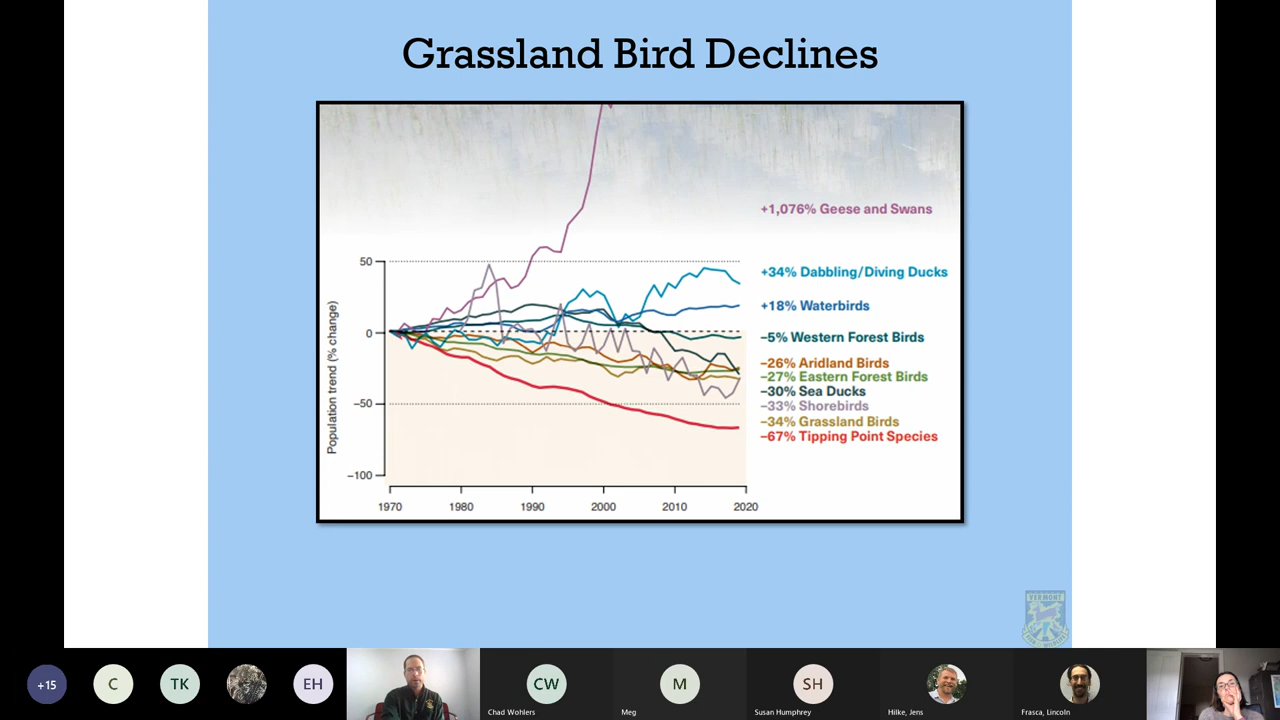 Grassland Bird Declines
+1,076% Geese and Swans
50
+34% Dabbling/Diving Ducks
+18% Waterbirds
0
–5% Western Forest Birds
–26% Aridland Birds
–27% Eastern Forest Birds
–30% Sea Ducks
–33% Shorebirds
–34% Grassland Birds
–67% Tipping Point Species
–50
–100
Population trend (% change)
1970 1980 1990 2000 2010 2020
VERMONT
+15 C TK EH CW M SH
Chad Wohlers Meg Susan Humphrey Hilke, Jens Frasca, Lincoln